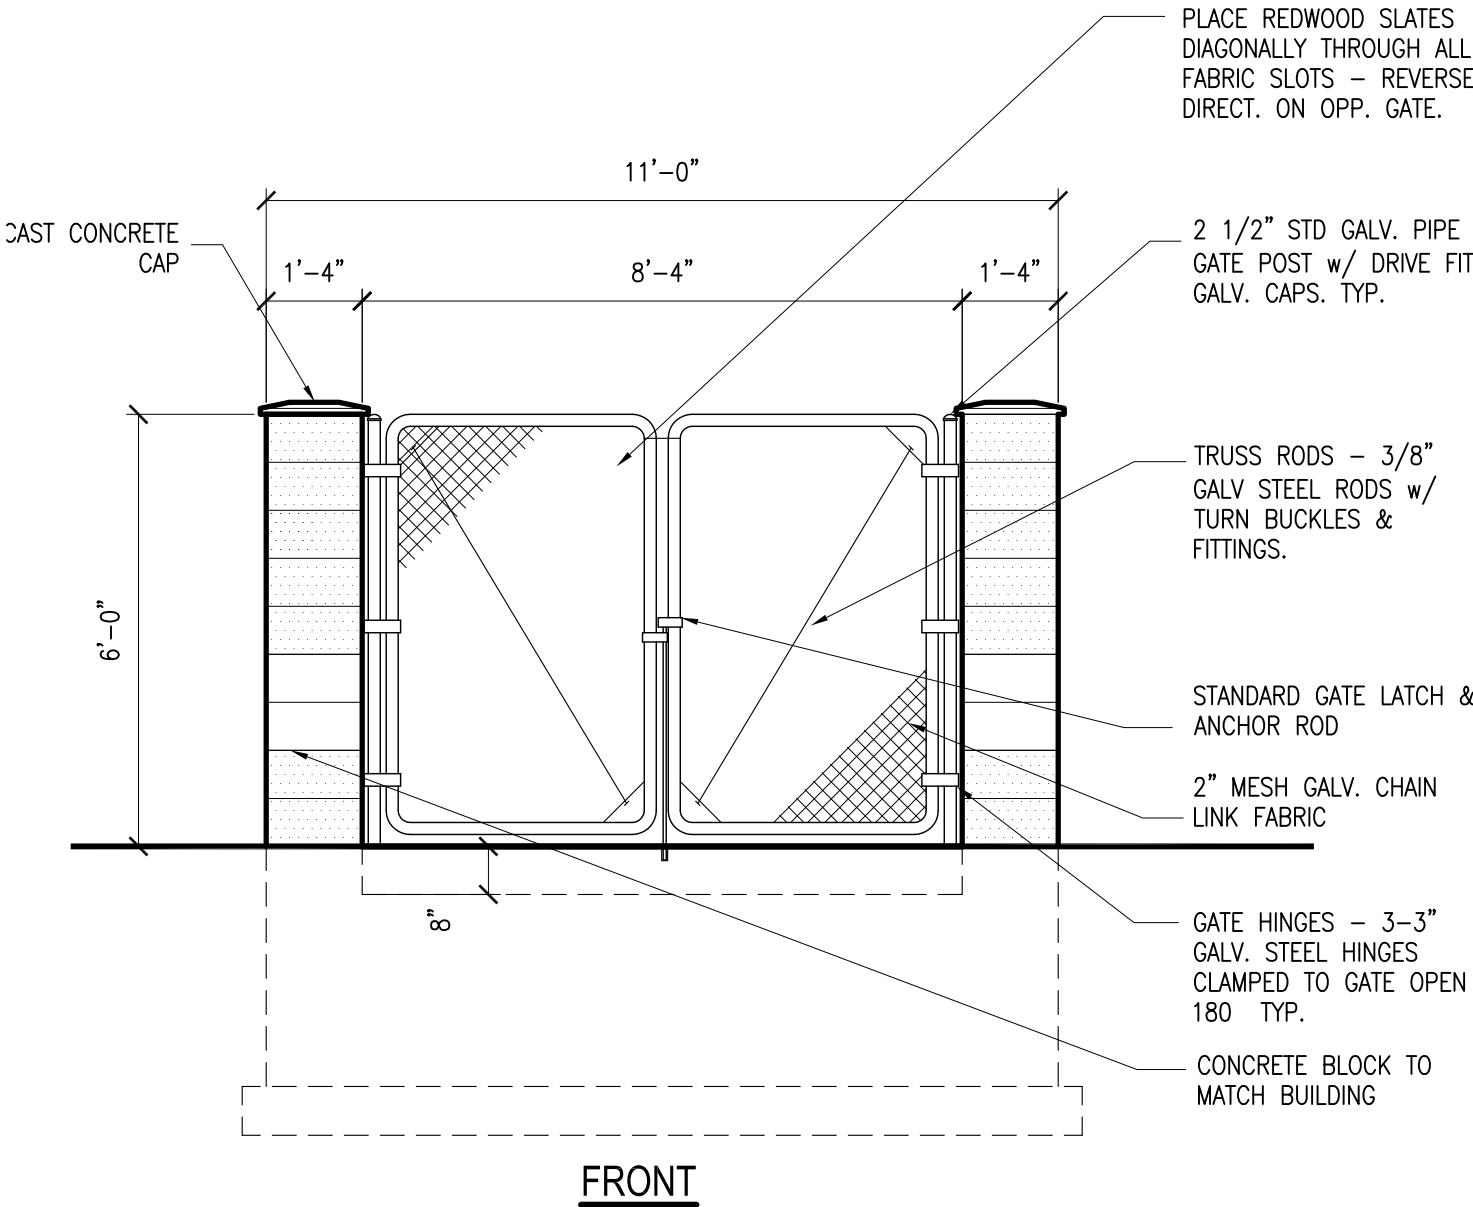 PLACE REDWOOD SLATES
DIAGONALLY THROUGH ALL
FABRIC SLOTS – REVERSE
DIRECT. ON OPP. GATE.
11'–0"
CAST CONCRETE
CAP
1'–4"
8'–4"
1'–4"
2 1/2" STD GALV. PIPE
GATE POST w/ DRIVE FIT
GALV. CAPS. TYP.
TRUSS RODS – 3/8"
GALV STEEL RODS w/
TURN BUCKLES &
FITTINGS.
6'–0"
STANDARD GATE LATCH &
ANCHOR ROD
2" MESH GALV. CHAIN
LINK FABRIC
8"
GATE HINGES – 3–3"
GALV. STEEL HINGES
CLAMPED TO GATE OPEN
180 TYP.
CONCRETE BLOCK TO
MATCH BUILDING
FRONT